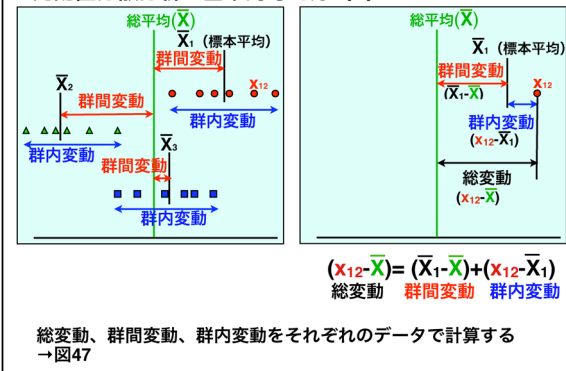 総平均(X̅)
X̅₁（標本平均）
群間変動
x₁₂
X̅₂
群間変動
群内変動
X̅₃
群間変動
群内変動
群内変動
総平均(X̅)
X̅₁（標本平均）
群間変動
x₁₂
(X̅₁-X̅)
群内変動
(x₁₂-X̅₁)
総変動
(x₁₂-X̅)
(x₁₂-X̅)= (X̅₁-X̅)+(x₁₂-X̅₁)
総変動 群間変動 群内変動
総変動、群間変動、群内変動をそれぞれのデータで計算する
→図47